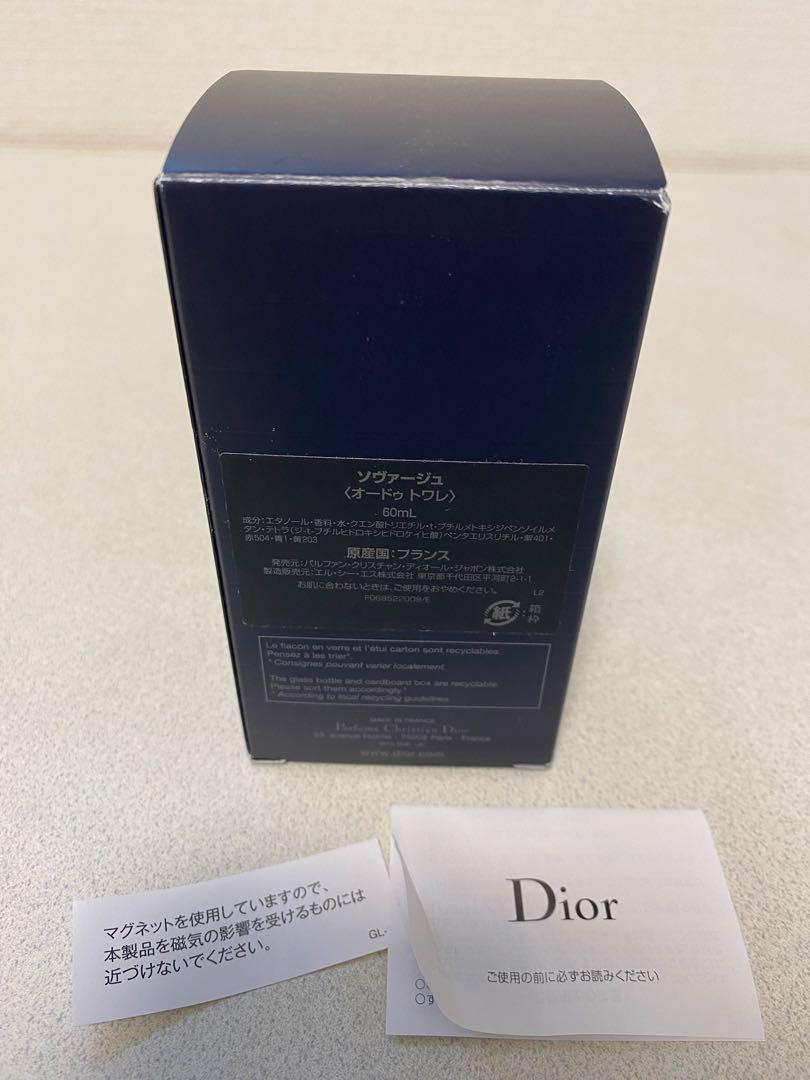 ソヴァージュ
〈オードゥ トワレ〉
60mL
成分:エタノール・香料・水・クエン酸トリエチル・t-ブチルメトキシジベンゾイルメ
タン・テトラ(ジ-t-ブチルヒドロキシヒドロケイヒ酸)ペンタエリスリチル・紫401・
赤504・青1・黄203
原産国:フランス
発売元:パルファン・クリスチャン・ディオール・ジャポン株式会社
製造販売元:エル・シー・エス株式会社 東京都千代田区平河町2-1-1
お肌に合わないときは、ご使用をおやめください。
L2
F068522009/E
紙
:箱
枠
Le flacon en verre et l'étui carton sont recyclables.
Pensez à les trier*.
* Consignes pouvant varier localement.
The glass bottle and cardboard box are recyclable.
Please sort them accordingly.*
* According to local recycling guidelines.
MADE IN FRANCE
Parfums Christian Dior
33, avenue Hoche - 75008 Paris - France
www.dior.com
マグネットを使用していますので、
本製品を磁気の影響を受けるものには
近づけないでください。
GL-
Dior
ご使用の前に必ずお読みください